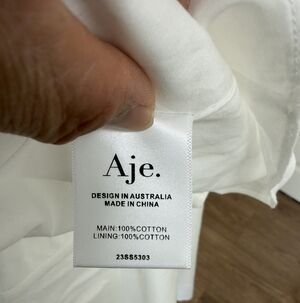 Aje.
DESIGN IN AUSTRALIA
MADE IN CHINA
MAIN:100%COTTON
LINING:100%COTTON
23SS5303